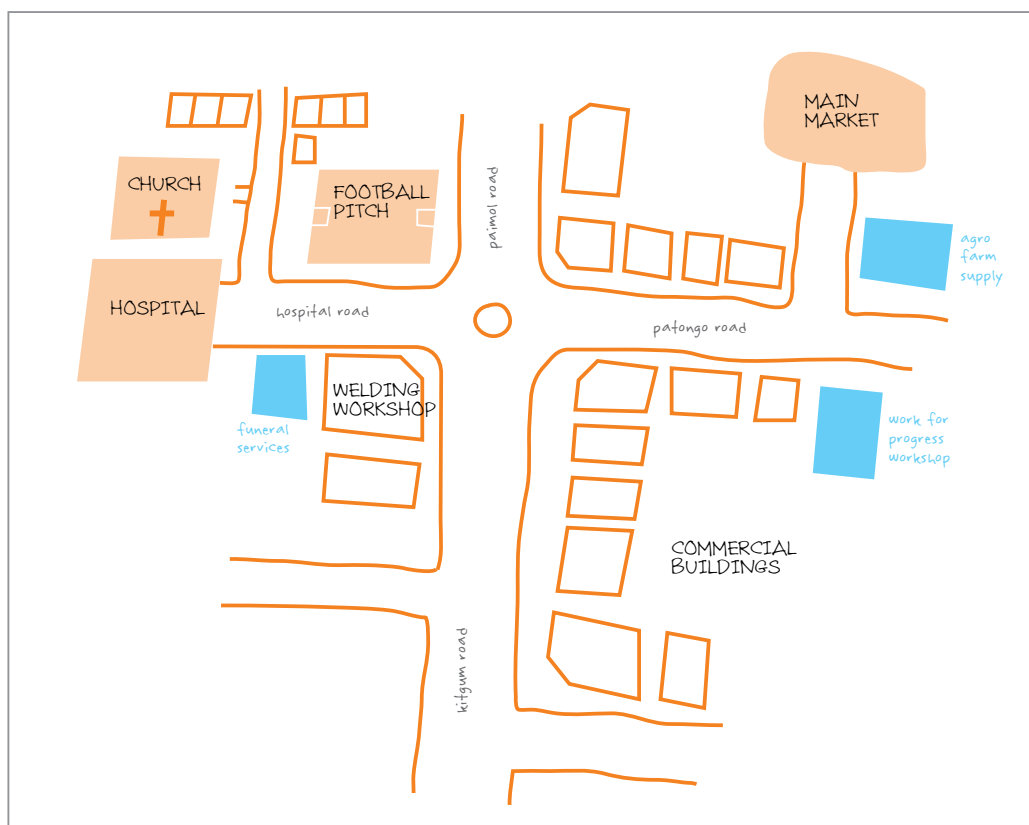 MAIN
MARKET
CHURCH
FOOTBALL
PITCH
paimol road
agro
farm
supply
HOSPITAL
hospital road
patongo road
WELDING
WORKSHOP
funeral
services
work for
progress
workshop
COMMERCIAL
BUILDINGS
kitgum road